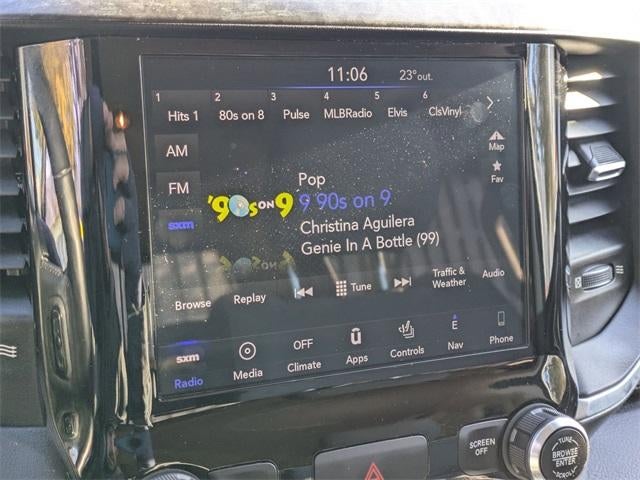 11:06 23° out.
1 2 3 4 5 6
Hits 1 80s on 8 Pulse MLBRadio Elvis ClsVinyl
AM
Map
FM
Fav
sxm
Pop
'90s ON 9
9 90s on 9
Christina Aguilera
Genie In A Bottle (99)
Browse Replay Tune Traffic & Weather Audio
sxm OFF E
Radio Media Climate Apps Controls Nav Phone
SCREEN OFF
TUNE
BROWSE
ENTER
SCROLL